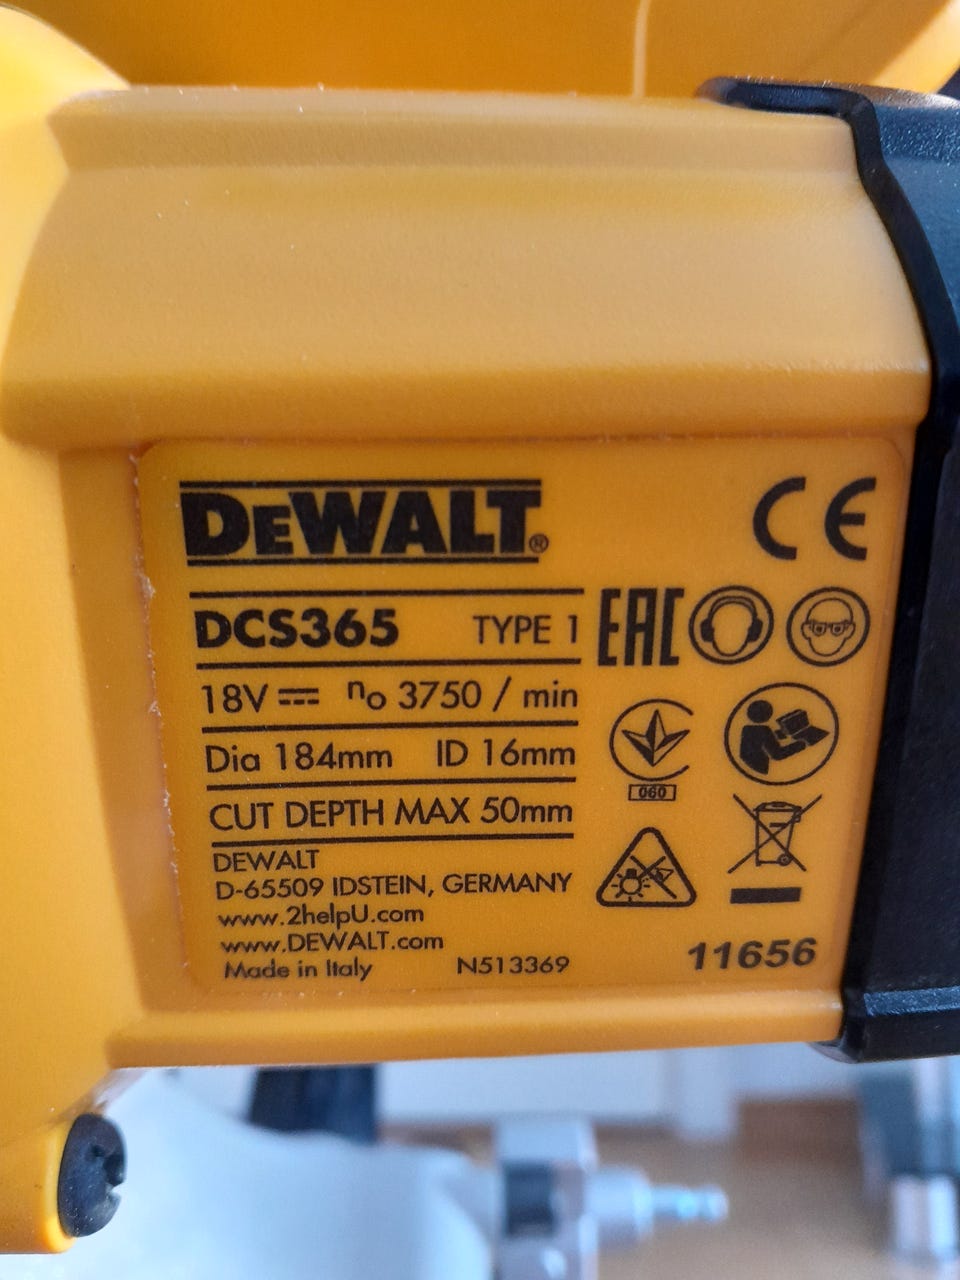 DEWALT®
CE
DCS365 TYPE 1
EAC
18V n₀ 3750 / min
Dia 184mm ID 16mm
060
CUT DEPTH MAX 50mm
DEWALT
D-65509 IDSTEIN, GERMANY
www.2helpU.com
www.DEWALT.com
Made in Italy N513369
11656